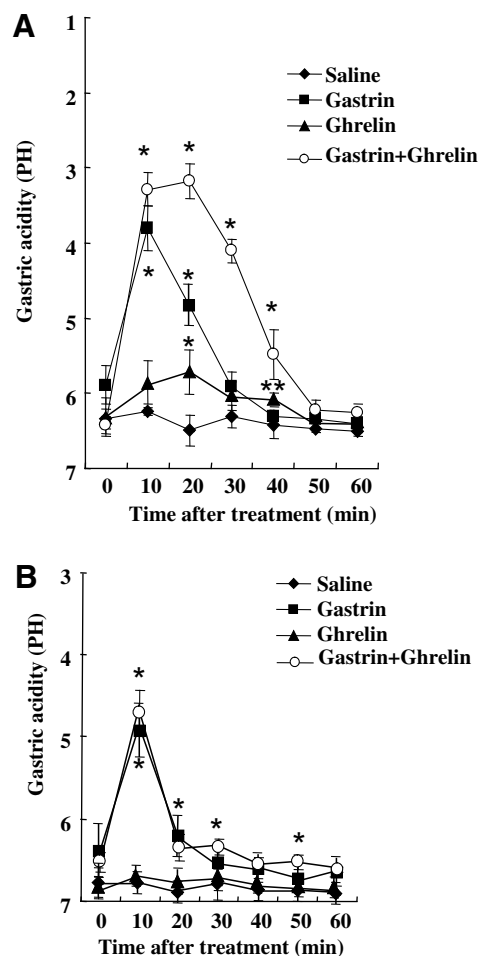 A
1
2
3
4
5
6
7
Gastric acidity (PH)
Saline
Gastrin
Ghrelin
Gastrin+Ghrelin
* *
*
* *
*
*
**
0 10 20 30 40 50 60
Time after treatment (min)
B
3
4
5
6
7
Gastric acidity (PH)
Saline
Gastrin
Ghrelin
Gastrin+Ghrelin
*
*
*
*
*
0 10 20 30 40 50 60
Time after treatment (min)